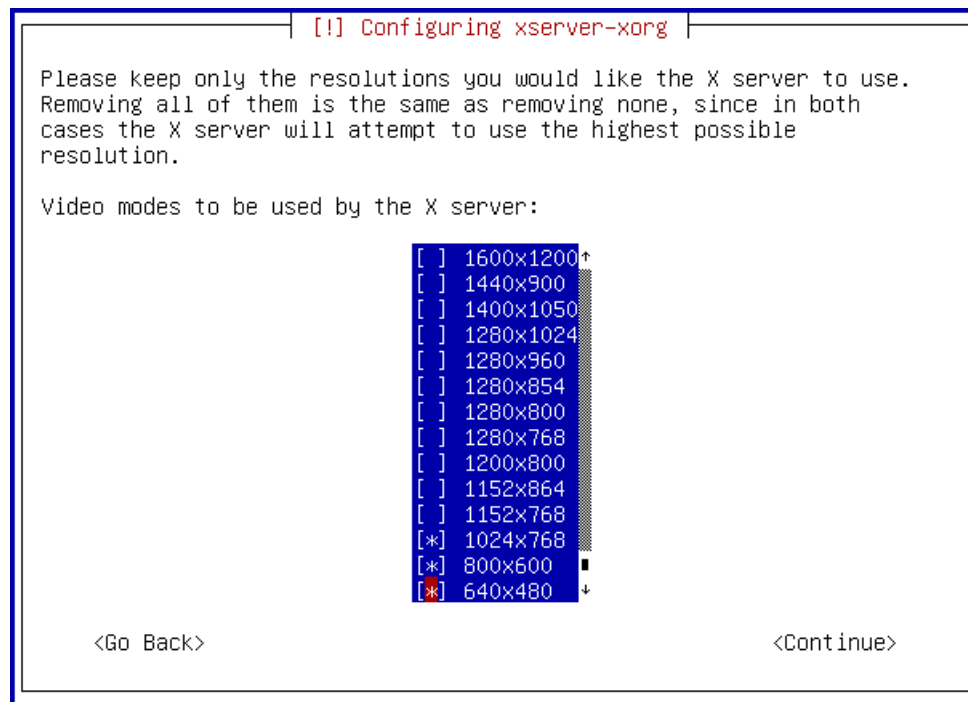 [!] Configuring xserver-xorg
Please keep only the resolutions you would like the X server to use.
Removing all of them is the same as removing none, since in both
cases the X server will attempt to use the highest possible
resolution.
Video modes to be used by the X server:
[ ] 1600x1200↑
[ ] 1440x900
[ ] 1400x1050
[ ] 1280x1024
[ ] 1280x960
[ ] 1280x854
[ ] 1280x800
[ ] 1280x768
[ ] 1200x800
[ ] 1152x864
[ ] 1152x768
[*] 1024x768
[*] 800x600
[*] 640x480 ↓
<Go Back> <Continue>